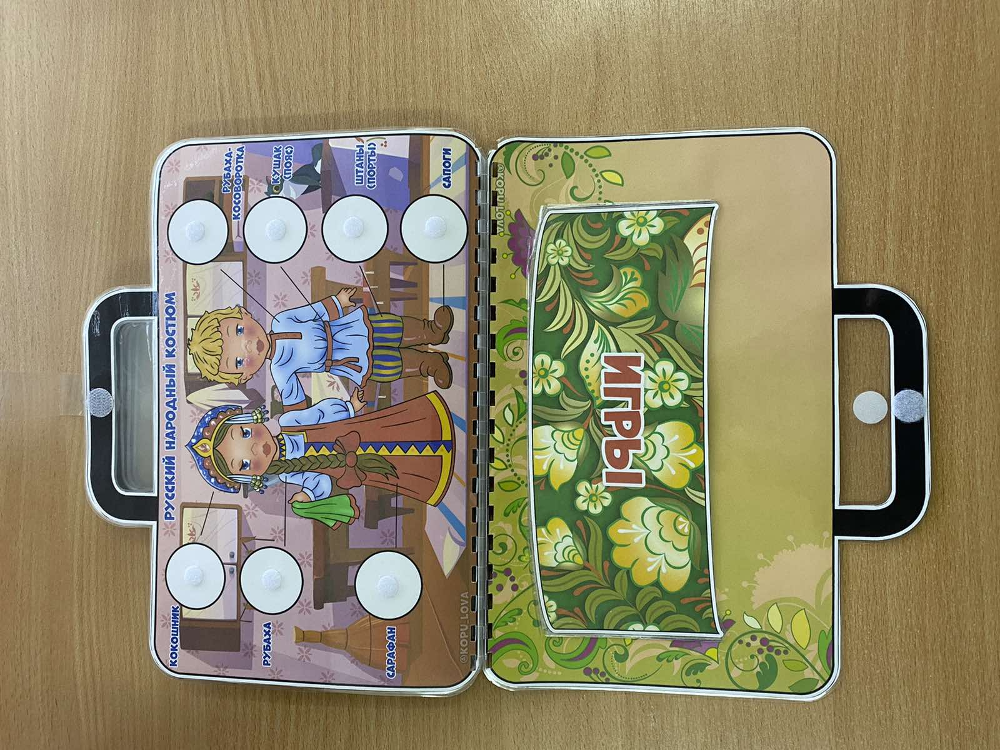 РУССКИЙ НАРОДНЫЙ КОСТЮМ
КОКОШНИК
РУБАХА
САРАФАН
РУБАХА-
КОСОВОРОТКА
КУШАК
(ПОЯС)
ШТАНЫ
(ПОРТЫ)
САПОГИ
@KOPU_LOVA
@KOPU_LOVA
ИГРЫ